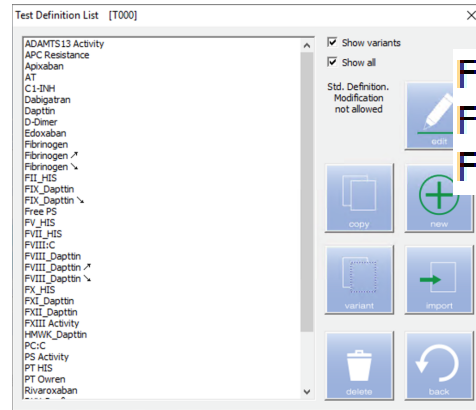 Test Definition List [T000]
ADAMTS13 Activity
APC Resistance
Apixaban
AT
C1-INH
Dabigatran
Dapttin
D-Dimer
Edoxaban
Fibrinogen
Fibrinogen ↗
Fibrinogen ↘
FII_HIS
FIX_Dapttin
FIX_Dapttin ↘
Free PS
FV_HIS
FVII_HIS
FVIII:C
FVIII_Dapttin
FVIII_Dapttin ↗
FVIII_Dapttin ↘
FX_HIS
FXI_Dapttin
FXII_Dapttin
FXIII Activity
HMWK_Dapttin
PC:C
PS Activity
PT HIS
PT Owren
Rivaroxaban
Show variants
Show all
Std. Definition.
Modification
not allowed
edit
copy
new
variant
import
delete
back
F
F
F